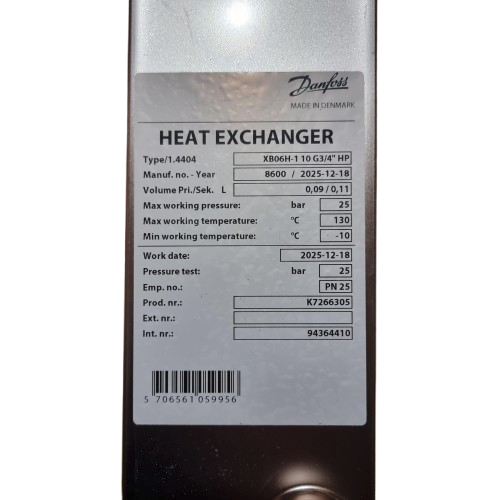 Danfoss
MADE IN DENMARK
HEAT EXCHANGER
Type/1.4404 XB06H-1 10 G3/4" HP
Manuf. no. - Year 8600 / 2025-12-18
Volume Pri./Sek. L 0,09 / 0,11
Max working pressure: bar 25
Max working temperature: °C 130
Min working temperature: °C -10
Work date: 2025-12-18
Pressure test: bar 25
Emp. no.: PN 25
Prod. nr.: K7266305
Ext. nr.:
Int. nr.: 94364410
5 706561 059956